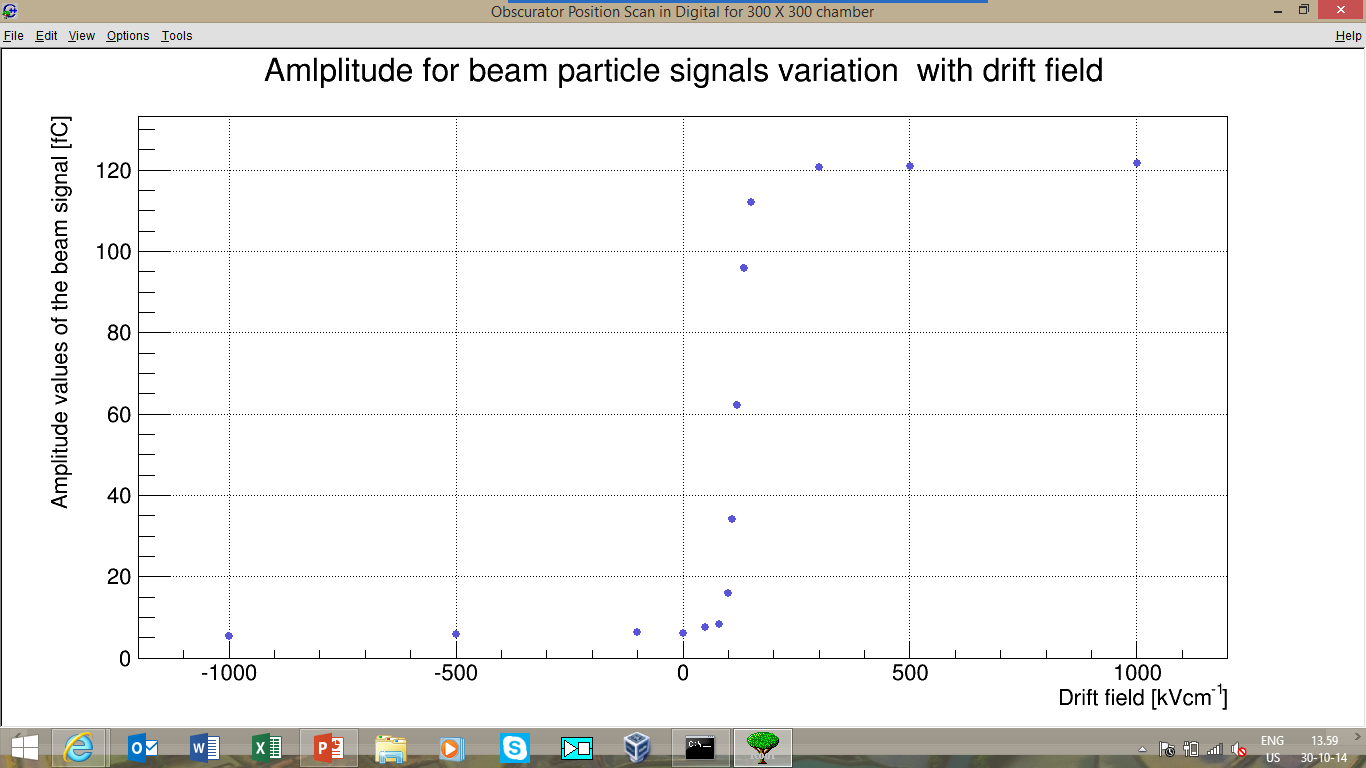 Obscurator Position Scan in Digital for 300 X 300 chamber
File Edit View Options Tools Help
Amlplitude for beam particle signals variation  with drift field
Amplitude values of the beam signal [fC]
120
100
80
60
40
20
0
-1000 -500 0 500 1000
Drift field [kVcm-1]
ENG 13.59
US 30-10-14